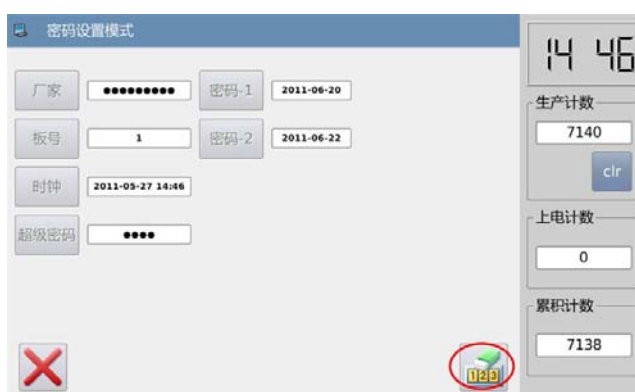 密码设置模式
14 46
厂家 ●●●●●●●●● 密码-1 2011-06-20
板号 1 密码-2 2011-06-22
时钟 2011-05-27 14:46
超级密码 ●●●●
生产计数
7140
clr
上电计数
0
累积计数
7138
123